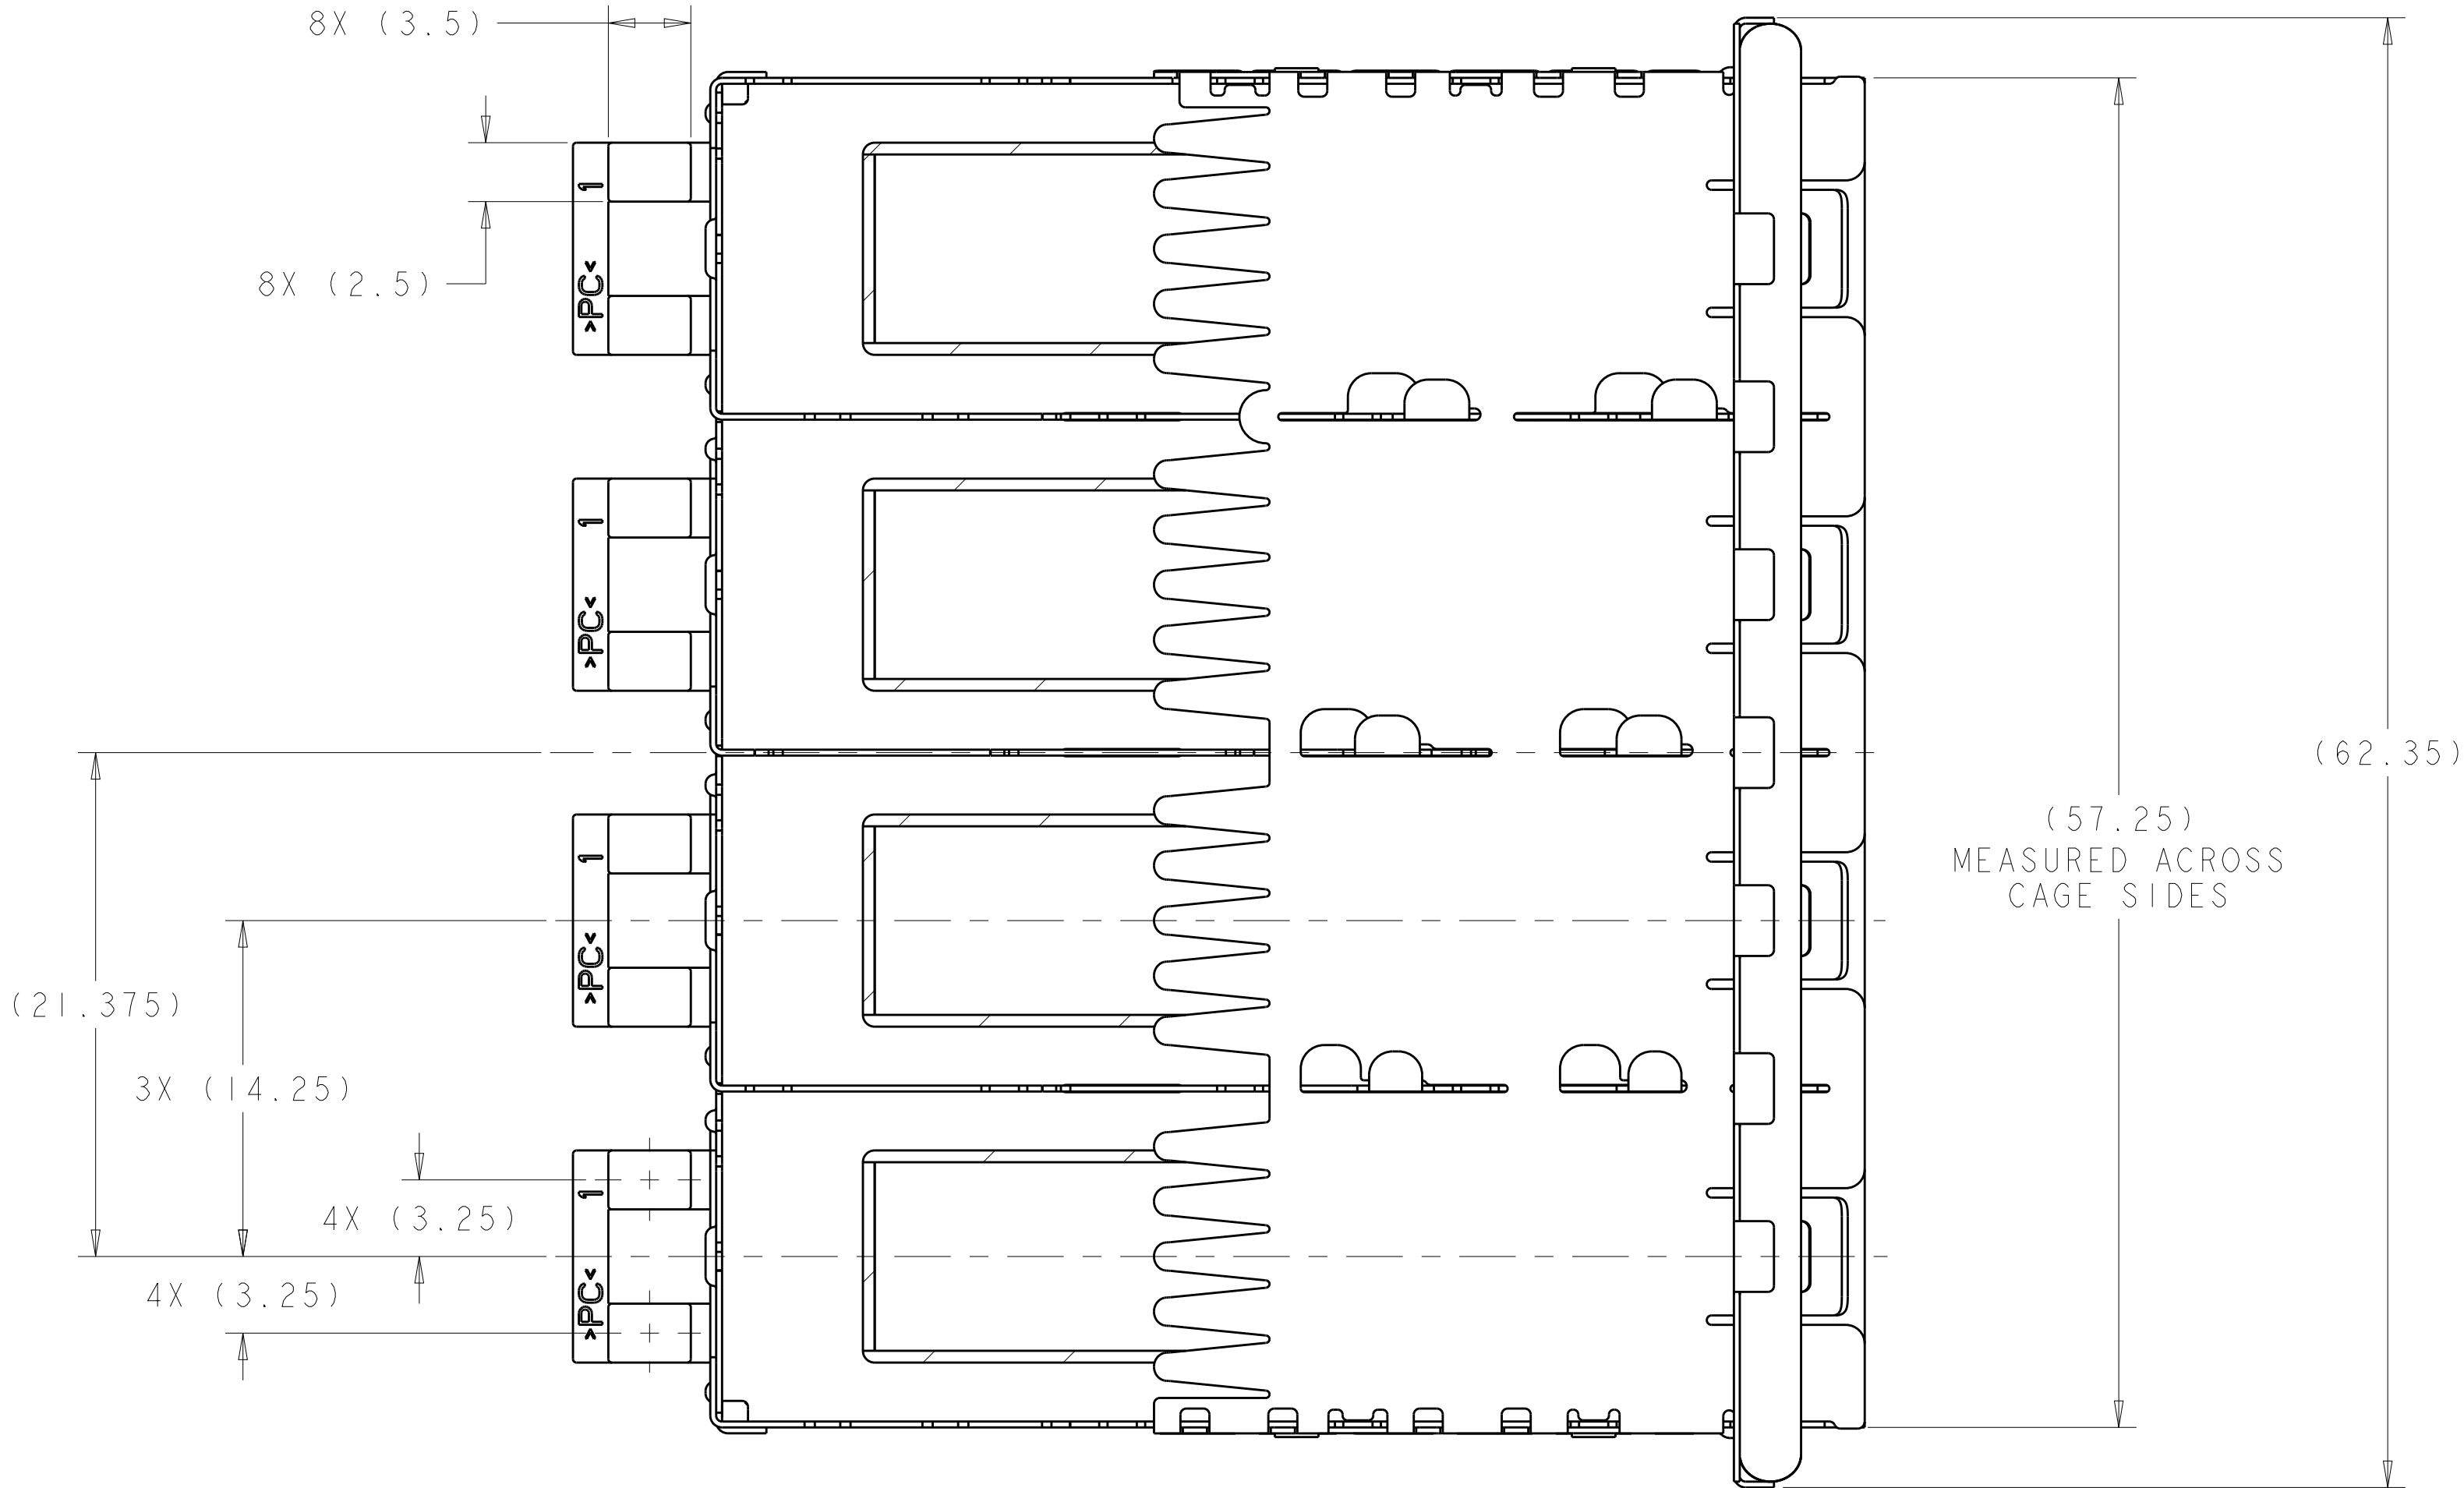 8X (3.5)
8X (2.5)
1
>PC<
1
>PC<
(62.35)
(57.25)
MEASURED ACROSS
CAGE SIDES
1
>PC<
(21.375)
3X (14.25)
4X (3.25)
1
>PC<
4X (3.25)